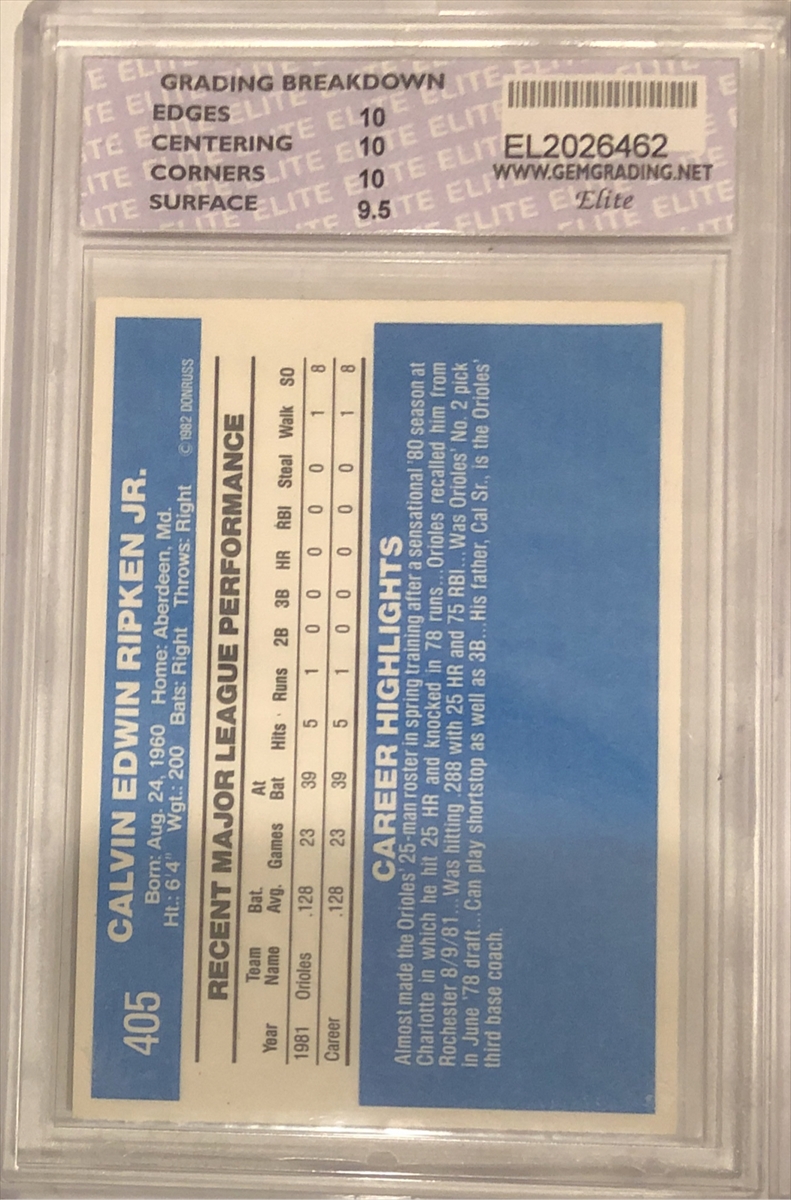 GRADING BREAKDOWN
EDGES 10
CENTERING 10
CORNERS 10
SURFACE 9.5
EL2026462
WWW.GEMGRADING.NET
Elite
405
CALVIN EDWIN RIPKEN JR.
Born: Aug. 24, 1960 Home: Aberdeen, Md.
Ht.: 6'4" Wgt.: 200 Bats: Right Throws: Right ©1982 DONRUSS
RECENT MAJOR LEAGUE PERFORMANCE
Team Bat. At
Year Name Avg. Games Bat Hits Runs 2B 3B HR RBI Steal Walk SO
1981 Orioles .128 23 39 5 1 0 0 0 0 0 1 8
Career .128 23 39 5 1 0 0 0 0 0 1 8
CAREER HIGHLIGHTS
Almost made the Orioles' 25-man roster in spring training after a sensational '80 season at
Charlotte in which he hit 25 HR and knocked in 78 runs...Orioles recalled him from
Rochester 8/9/81...Was hitting .288 with 25 HR and 75 RBI...Was Orioles' No. 2 pick
in June '78 draft...Can play shortstop as well as 3B...His father, Cal Sr., is the Orioles'
third base coach.